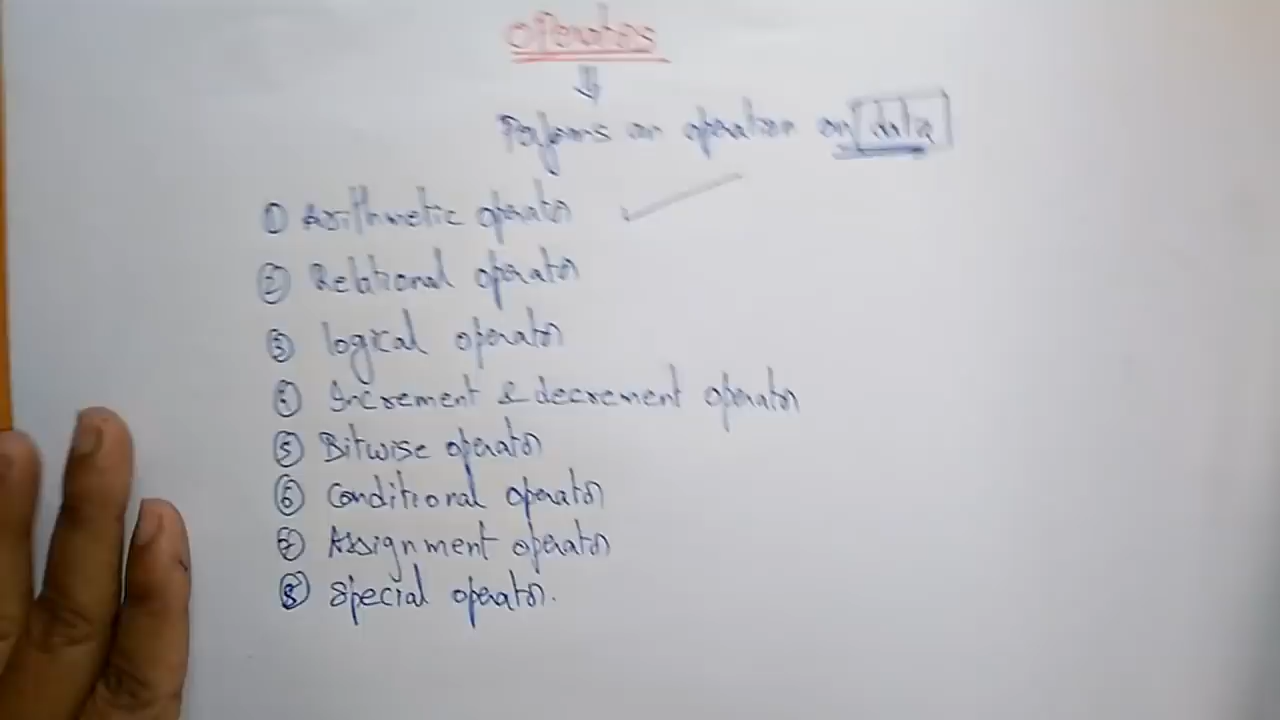 Operators
Performs an operation on data
① Arithmetic operator
② Relational operator
③ logical operator
④ Increment & decrement operator
⑤ Bitwise operator
⑥ Conditional operator
⑦ Assignment operator
⑧ Special operator.